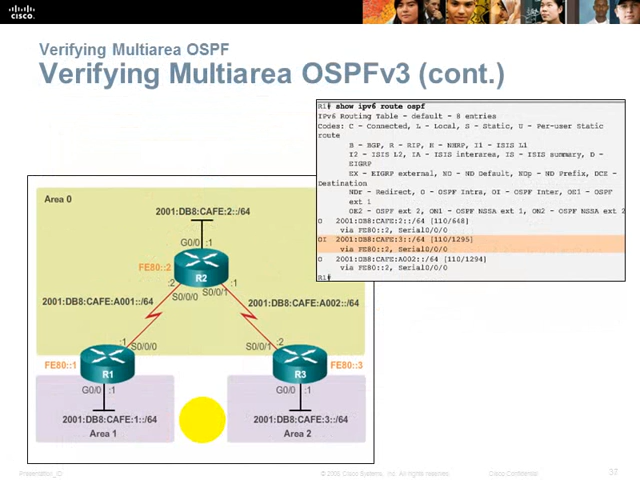 CISCO.
Verifying Multiarea OSPF
Verifying Multiarea OSPFv3 (cont.)
R1# show ipv6 route ospf
IPv6 Routing Table - default - 8 entries
Codes: C - Connected, L - Local, S - Static, U - Per-user Static
route
B - BGP, R - RIP, H - NHRP, I1 - ISIS L1
I2 - ISIS L2, IA - ISIS interarea, IS - ISIS summary, D -
EIGRP
EX - EIGRP external, ND - ND Default, NDp - ND Prefix, DCE -
Destination
NDr - Redirect, O - OSPF Intra, OI - OSPF Inter, OE1 - OSPF
ext 1
OE2 - OSPF ext 2, ON1 - OSPF NSSA ext 1, ON2 - OSPF NSSA ext 2
O 2001:DB8:CAFE:2::/64 [110/648]
via FE80::2, Serial0/0/0
OI 2001:DB8:CAFE:3::/64 [110/1295]
via FE80::2, Serial0/0/0
O 2001:DB8:CAFE:A002::/64 [110/1294]
via FE80::2, Serial0/0/0
R1#
Area 0
2001:DB8:CAFE:2::/64
G0/0 :1
FE80::2
R2
:2 :1
S0/0/0 S0/0/1
2001:DB8:CAFE:A001::/64 2001:DB8:CAFE:A002::/64
:1 S0/0/0 S0/0/1 :2
FE80::1 R1 R3 FE80::3
G0/0 :1 G0/0 :1
2001:DB8:CAFE:1::/64 2001:DB8:CAFE:3::/64
Area 1 Area 2
Presentation_ID © 2008 Cisco Systems, Inc. All rights reserved. Cisco Confidential 32